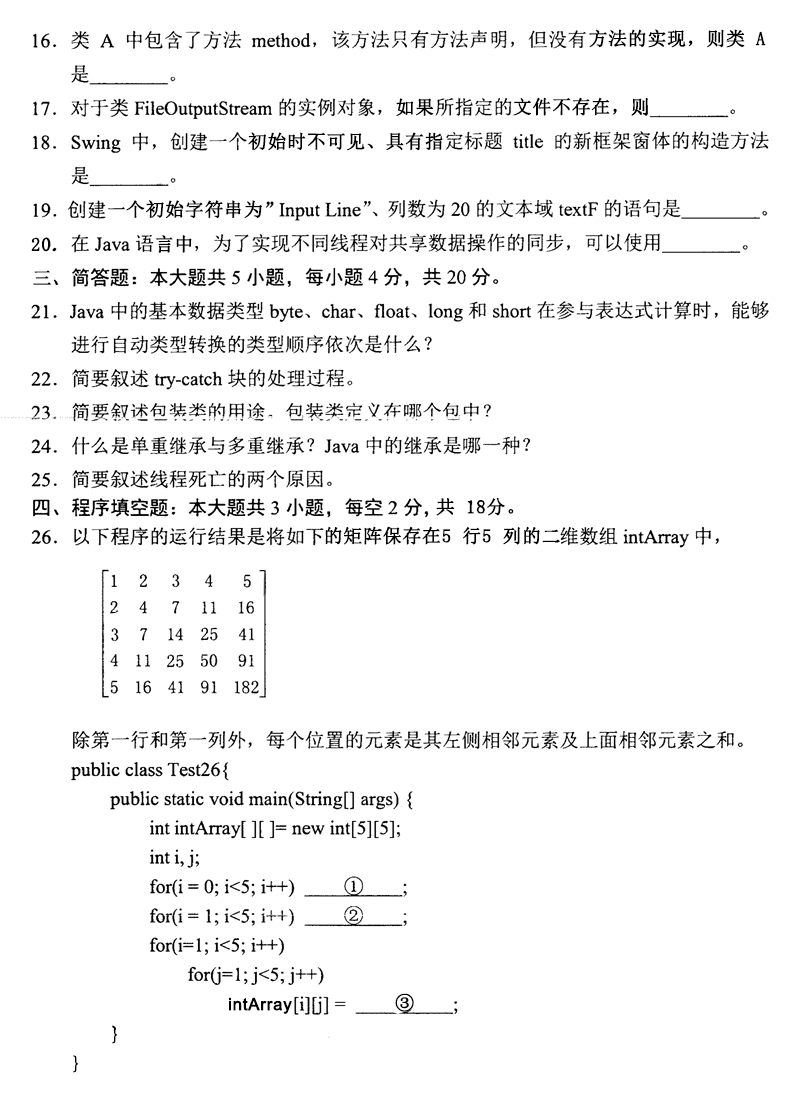 16．类 A 中包含了方法 method，该方法只有方法声明，但没有方法的实现，则类 A
是________。
17．对于类 FileOutputStream 的实例对象，如果所指定的文件不存在，则________。
18．Swing 中，创建一个初始时不可见、具有指定标题 title 的新框架窗体的构造方法
是________。
19．创建一个初始字符串为" Input Line"、列数为 20 的文本域 textF 的语句是________。
20．在 Java 语言中，为了实现不同线程对共享数据操作的同步，可以使用________。
三、简答题：本大题共 5 小题，每小题 4 分，共 20 分。
21．Java 中的基本数据类型 byte、char、float、long 和 short 在参与表达式计算时，能够
进行自动类型转换的类型顺序依次是什么？
22．简要叙述 try-catch 块的处理过程。
23．简要叙述包装类的用途。包装类定义在哪个包中？
24．什么是单重继承与多重继承？Java 中的继承是哪一种？
25．简要叙述线程死亡的两个原因。
四、程序填空题：本大题共 3 小题，每空 2 分，共 18分。
26．以下程序的运行结果是将如下的矩阵保存在5 行5 列的二维数组 intArray 中，
1 2 3 4 5
2 4 7 11 16
3 7 14 25 41
4 11 25 50 91
5 16 41 91 182
除第一行和第一列外，每个位置的元素是其左侧相邻元素及上面相邻元素之和。
public class Test26{
public static void main(String[] args) {
int intArray[ ][ ]= new int[5][5];
int i, j;
for(i = 0; i<5; i++) ____①____;
for(i = 1; i<5; i++) ____②____;
for(i=1; i<5; i++)
for(j=1; j<5; j++)
intArray[i][j] = ____③____;
}
}